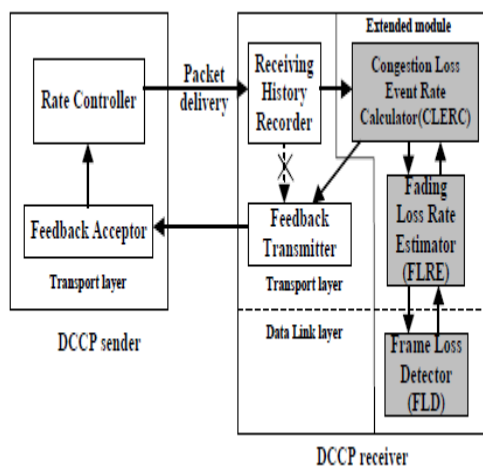 Extended module
Rate Controller
Packet
delivery
Receiving
History
Recorder
Congestion Loss
Event Rate
Calculator(CLERC)
Feedback Acceptor
Feedback
Transmitter
Fading
Loss Rate
Estimator
(FLRE)
Transport layer
Transport layer
Data Link layer
Frame Loss
Detector
(FLD)
DCCP sender
DCCP receiver